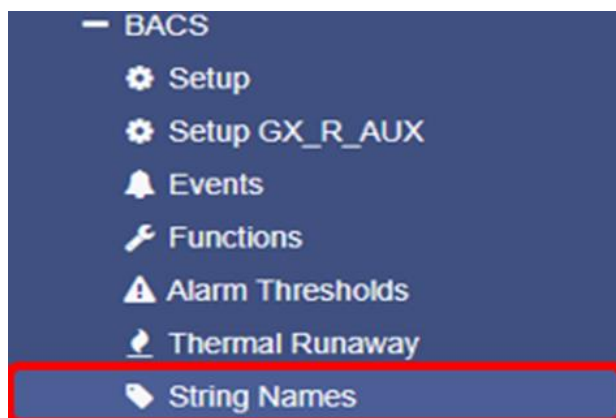 BACS
Setup
Setup GX_R_AUX
Events
Functions
Alarm Thresholds
Thermal Runaway
String Names